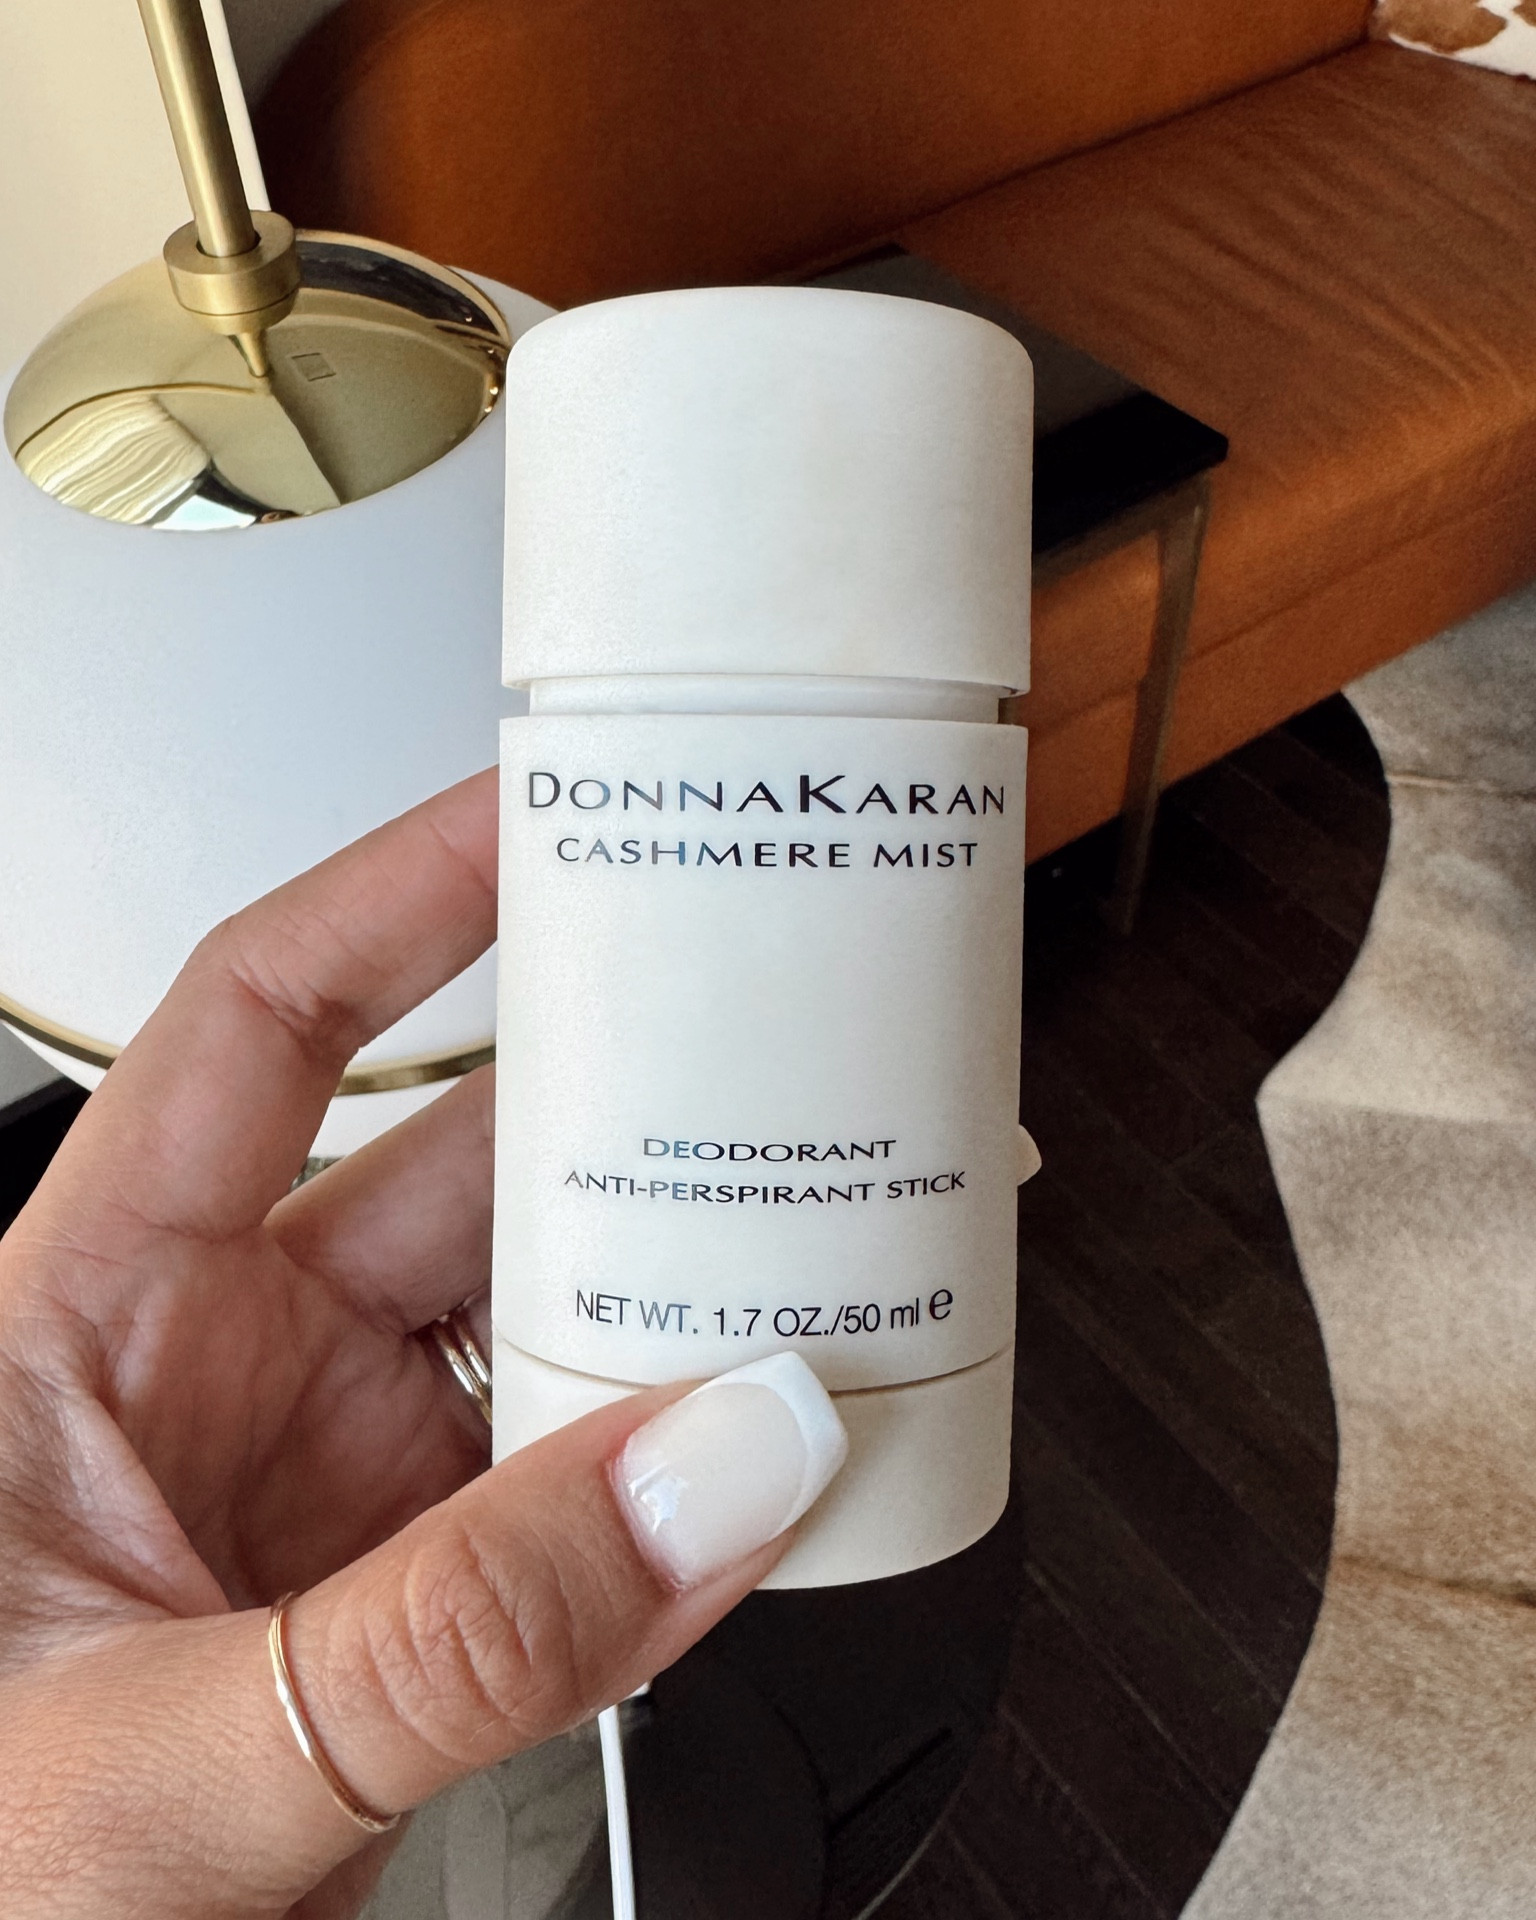 DONNAKARAN
CASHMERE MIST
DEODORANT
ANTI-PERSPIRANT STICK
NET WT. 1.7 OZ./50 ml e